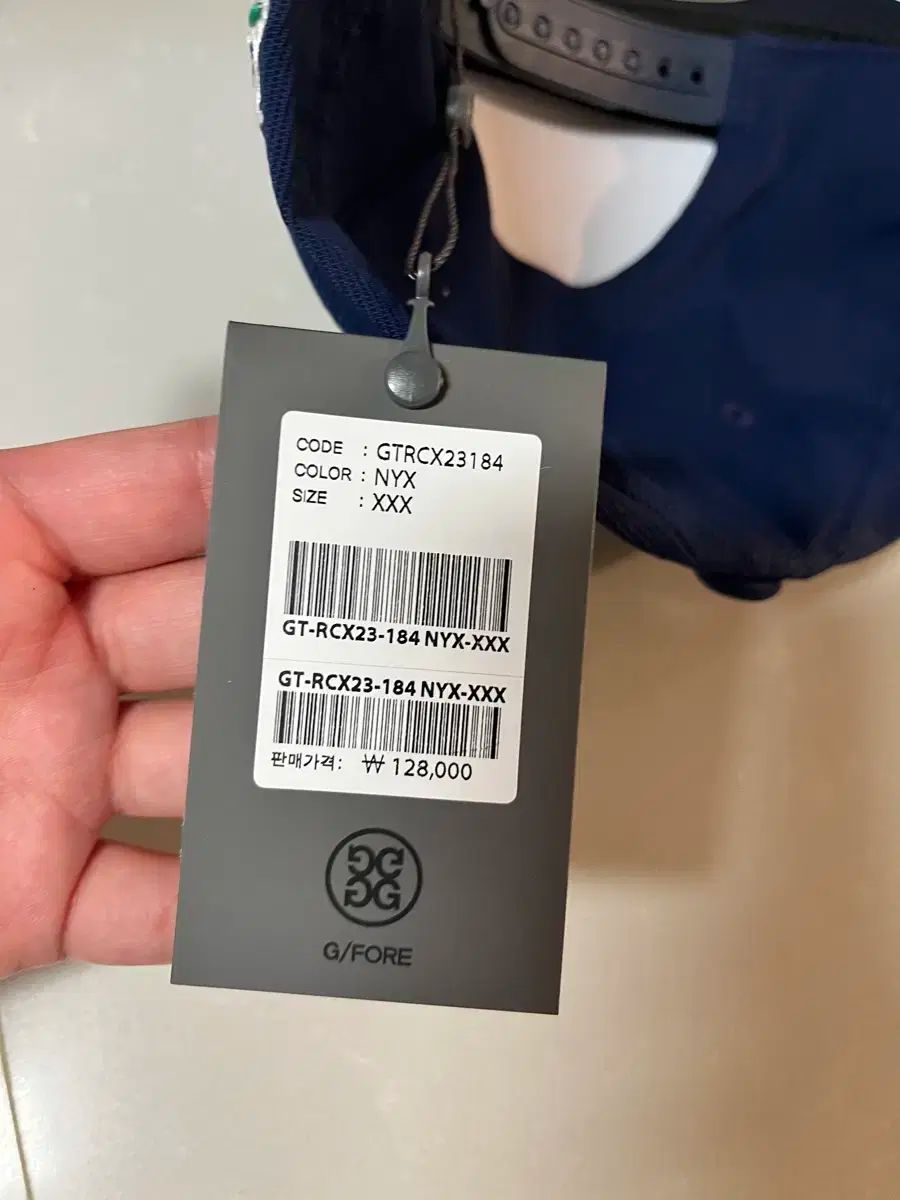 CODE : GTRCX23184
COLOR : NYX
SIZE : XXX
GT-RCX23-184 NYX-XXX
GT-RCX23-184 NYX-XXX
판매가격: ₩ 128,000
G/FORE